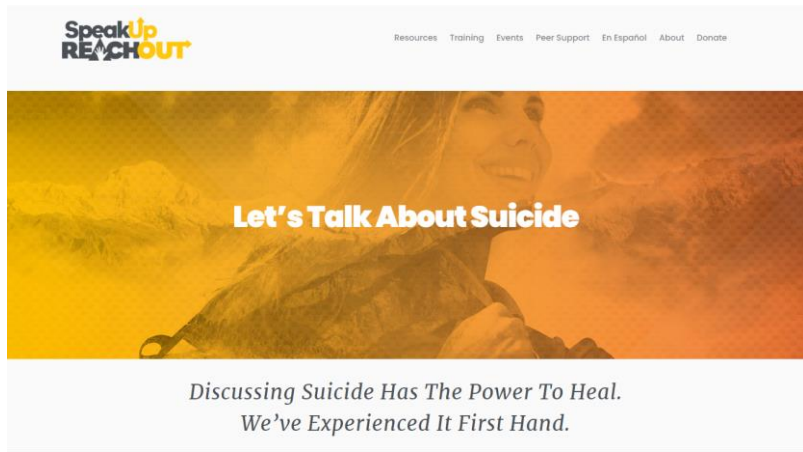 SpeakUp
REACHOUT
Resources Training Events Peer Support En Español About Donate
Let's Talk About Suicide
Discussing Suicide Has The Power To Heal.
We've Experienced It First Hand.